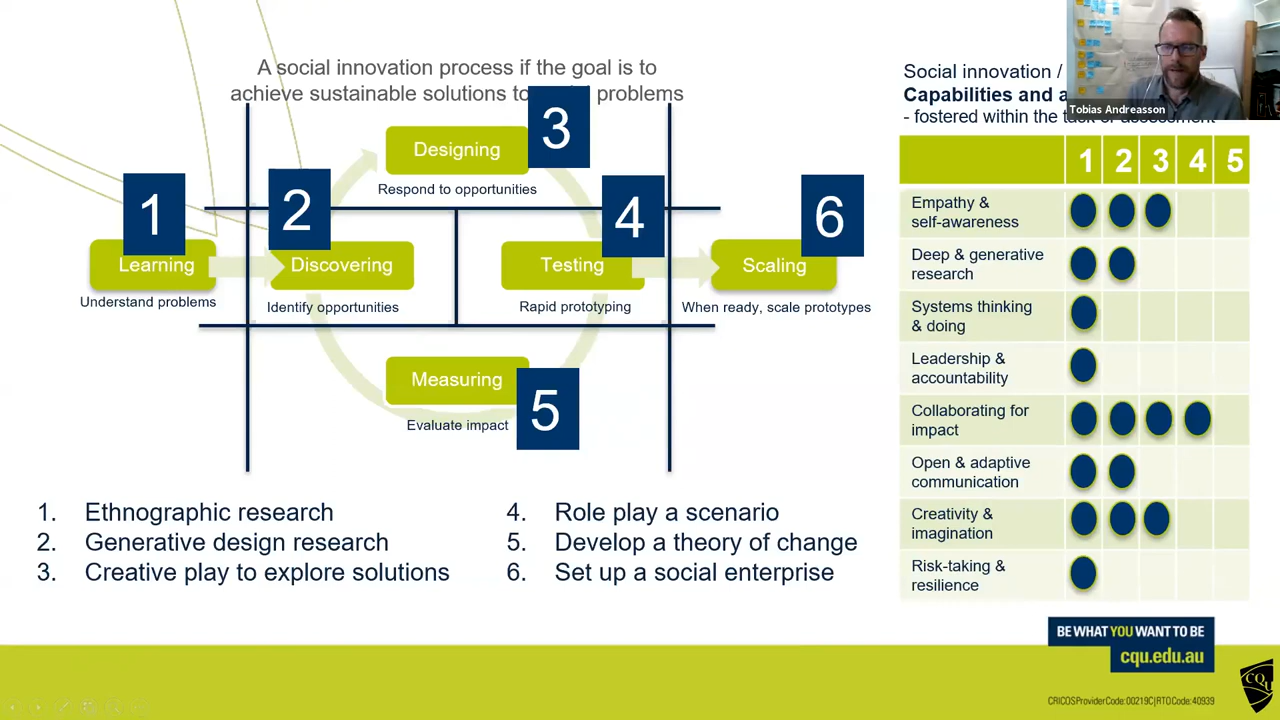 A social innovation process if the goal is to
achieve sustainable solutions to problems
3
Designing
Respond to opportunities
1
2
4
6
Learning
Discovering
Testing
Scaling
Understand problems
Identify opportunities
Rapid prototyping
When ready, scale prototypes
Measuring
5
Evaluate impact
1. Ethnographic research
2. Generative design research
3. Creative play to explore solutions
4. Role play a scenario
5. Develop a theory of change
6. Set up a social enterprise
Social innovation /
Capabilities and a
- fostered within the
Tobias Andreasson
1 2 3 4 5
Empathy &
self-awareness
Deep & generative
research
Systems thinking
& doing
Leadership &
accountability
Collaborating for
impact
Open & adaptive
communication
Creativity &
imagination
Risk-taking &
resilience
BE WHAT YOU WANT TO BE
cqu.edu.au
CQU
CRICOS Provider Code: 00219C | RTO Code: 40939